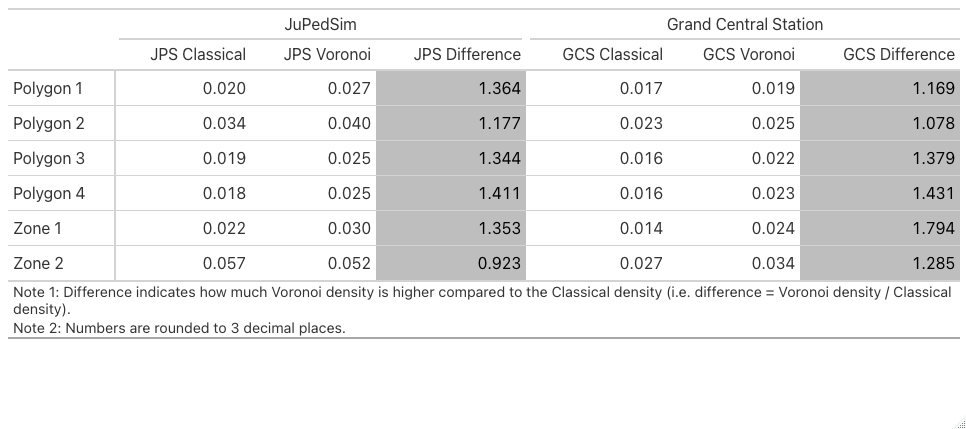 JuPedSim Grand Central Station
JPS Classical JPS Voronoi JPS Difference GCS Classical GCS Voronoi GCS Difference
Polygon 1 0.020 0.027 1.364 0.017 0.019 1.169
Polygon 2 0.034 0.040 1.177 0.023 0.025 1.078
Polygon 3 0.019 0.025 1.344 0.016 0.022 1.379
Polygon 4 0.018 0.025 1.411 0.016 0.023 1.431
Zone 1 0.022 0.030 1.353 0.014 0.024 1.794
Zone 2 0.057 0.052 0.923 0.027 0.034 1.285
Note 1: Difference indicates how much Voronoi density is higher compared to the Classical density (i.e. difference = Voronoi density / Classical
density).
Note 2: Numbers are rounded to 3 decimal places.